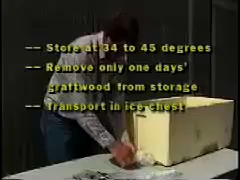 -- Store at 34 to 45 degrees
-- Remove only one days'
graftwood from storage
-- Transport in ice chest